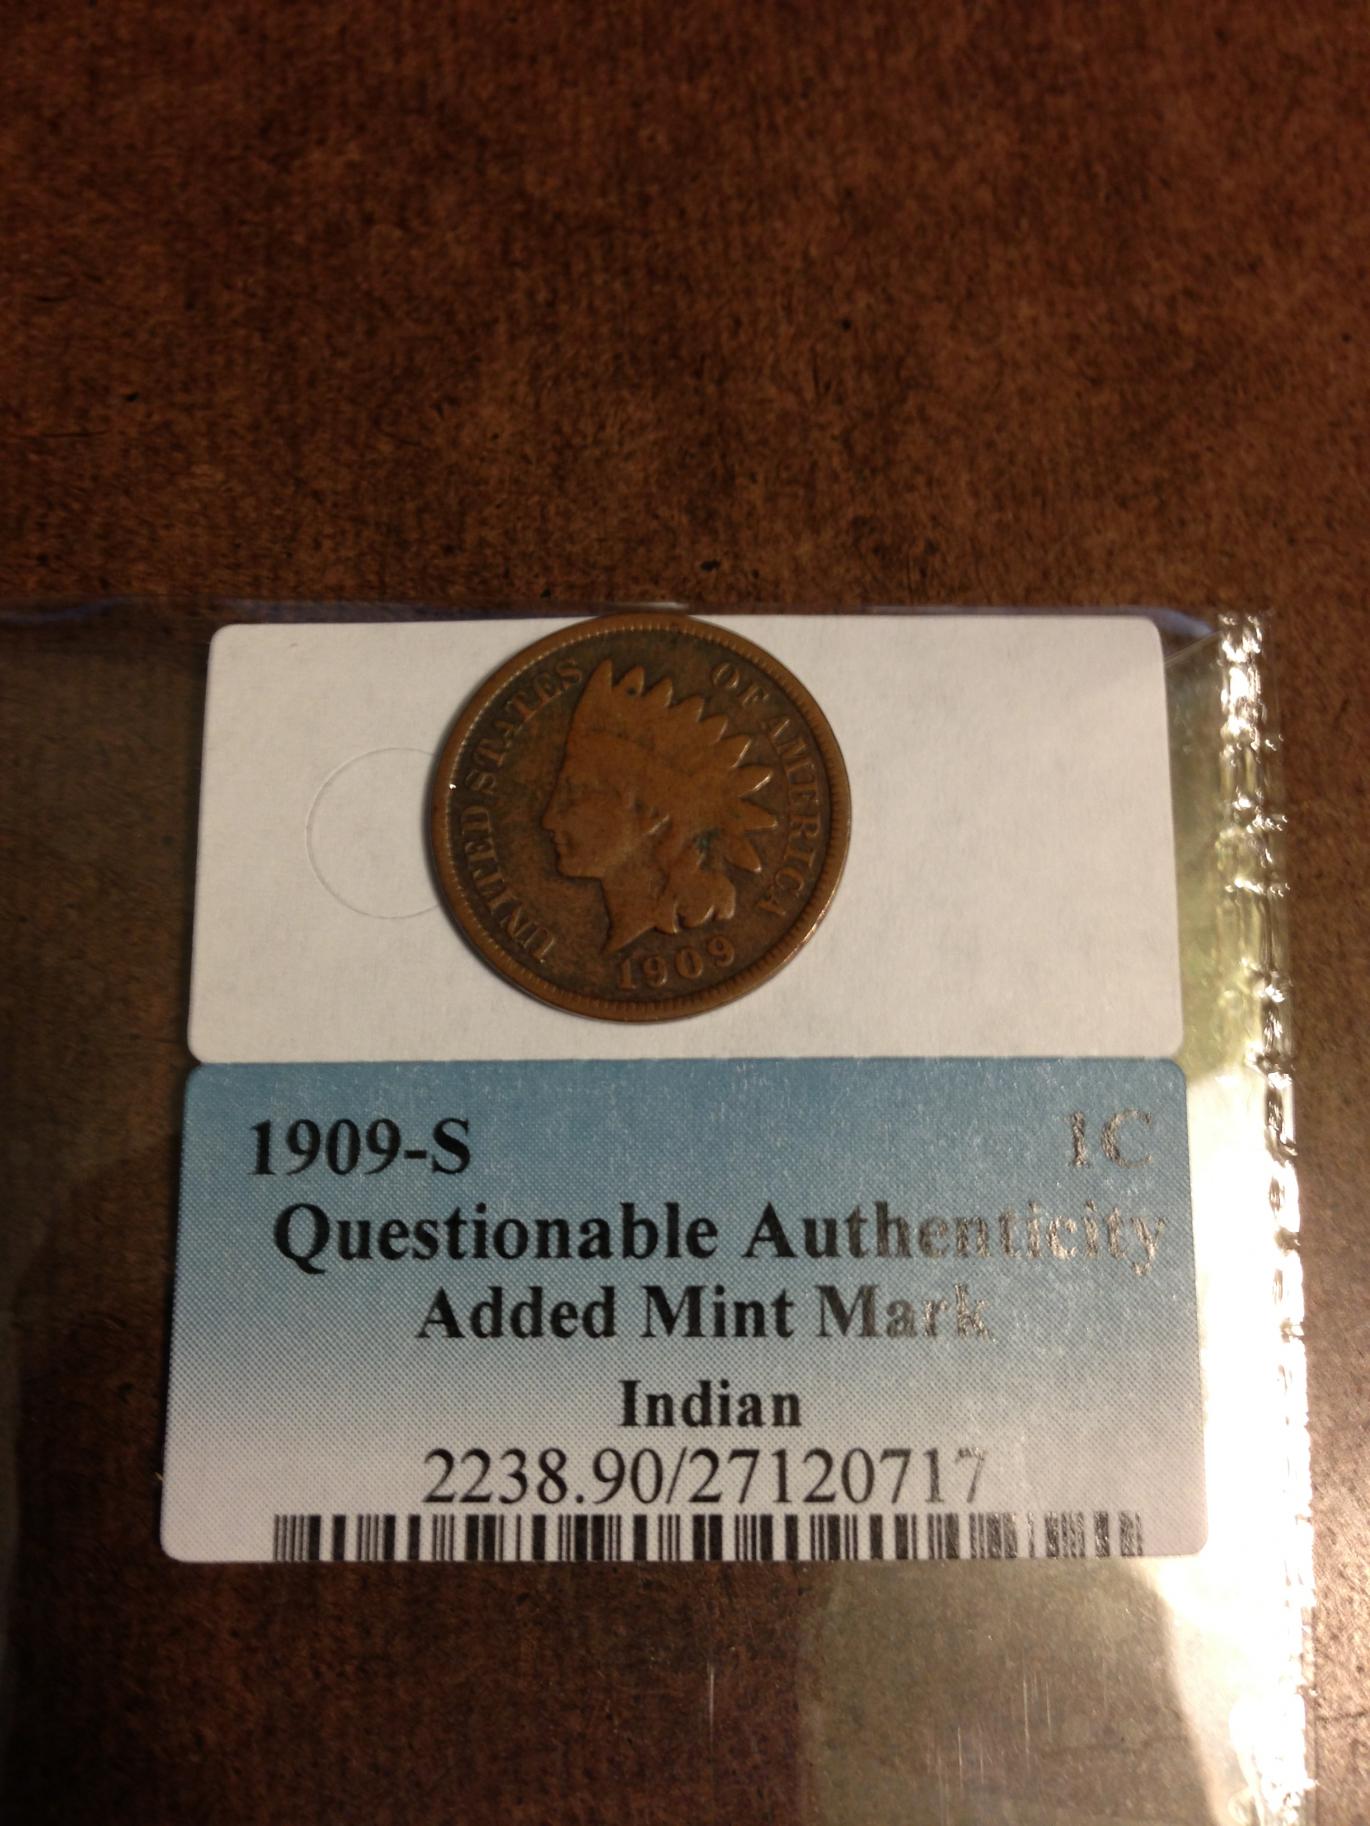 UNITED STATES OF AMERICA
1909
1909-S 1C
Questionable Authenticity
Added Mint Mark
Indian
2238.90/27120717